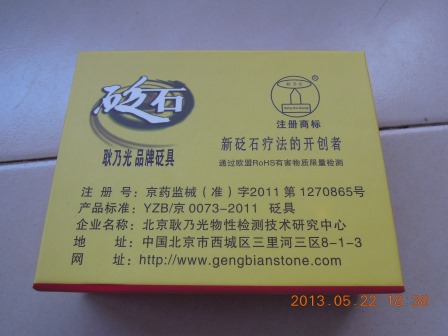 砭石
耿乃光 品牌砭具
®
注册商标
新砭石疗法的开创者
通过欧盟RoHS有害物质限量检测
注 册 号：京药监械（准）字2011 第 1270865号
产品标准：YZB/京 0073-2011 砭具
企业名称：北京耿乃光物性检测技术研究中心
地 址：中国北京市西城区三里河三区8-1-3
网 址：http://www.gengbianstone.com
2013.05.22